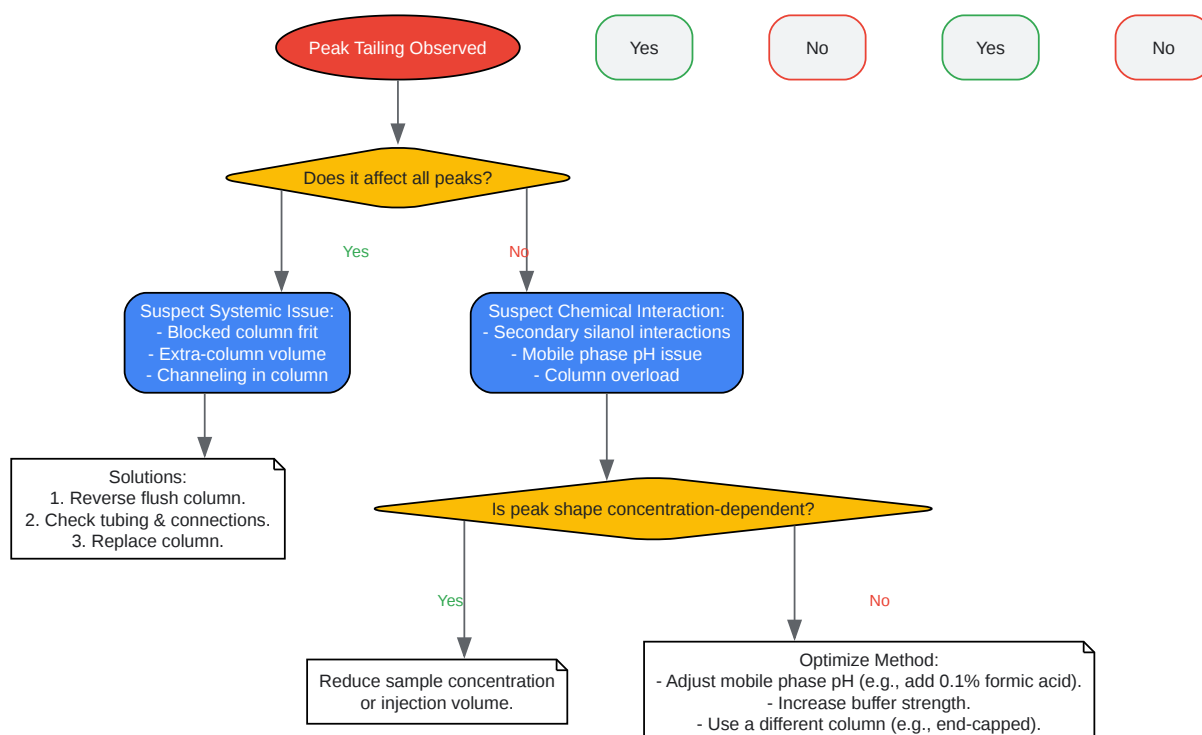 Peak Tailing Observed
Yes
No
Yes
No
Does it affect all peaks?
Yes
No
Suspect Systemic Issue:
- Blocked column frit
- Extra-column volume
- Channeling in column
Suspect Chemical Interaction:
- Secondary silanol interactions
- Mobile phase pH issue
- Column overload
Solutions:
1. Reverse flush column.
2. Check tubing & connections.
3. Replace column.
Is peak shape concentration-dependent?
Yes
No
Reduce sample concentration
or injection volume.
Optimize Method:
- Adjust mobile phase pH (e.g., add 0.1% formic acid).
- Increase buffer strength.
- Use a different column (e.g., end-capped).